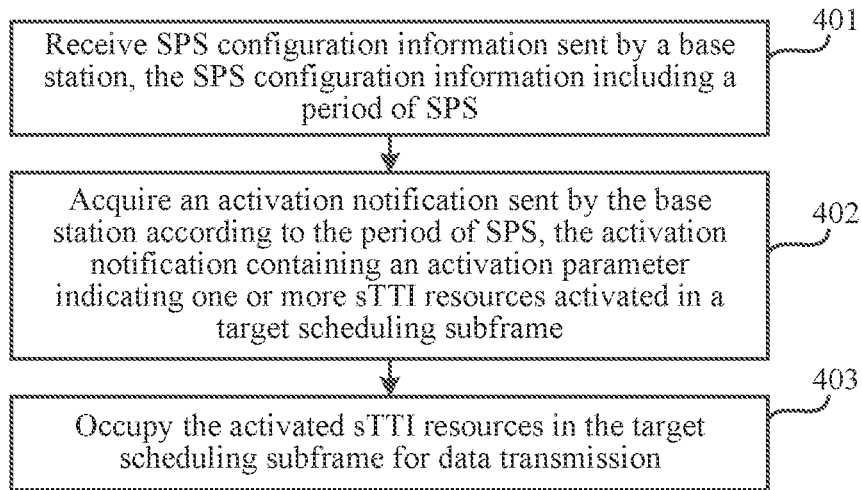 401
Receive SPS configuration information sent by a base
station, the SPS configuration information including a
period of SPS
402
Acquire an activation notification sent by the base
station according to the period of SPS, the activation
notification containing an activation parameter
indicating one or more sTTI resources activated in a
target scheduling subframe
403
Occupy the activated sTTI resources in the target
scheduling subframe for data transmission